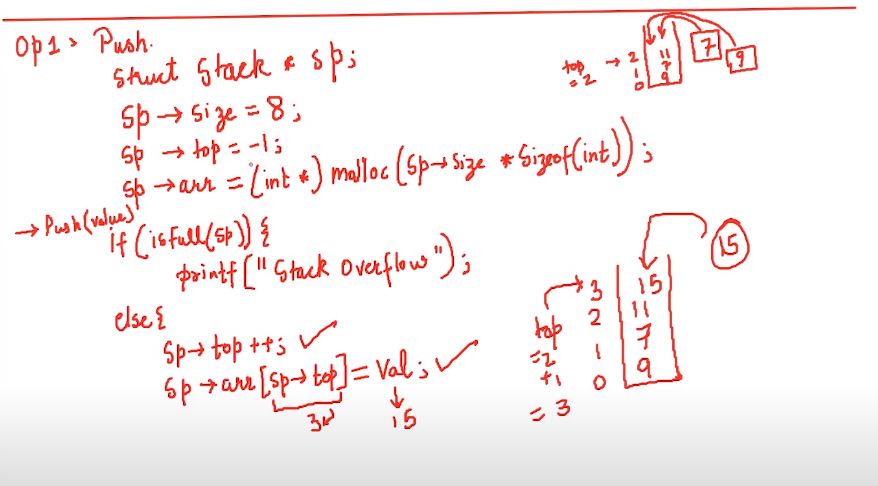 Op1> Push.
Struct Stack * sp;
sp → size = 8;
sp → top = -1;
sp → arr = (int *) malloc (sp→size * sizeof(int));
→ Push(value)
if (isfull(sp)) {
printf (" Stack Overflow");
else {
sp→ top ++;
sp → arr [sp→ top] = val;
3
15
top
=2
→ 2 11
1 7
0 9
7
9
15
3 15
2 11
1 7
0 9
top
=2
+1
= 3